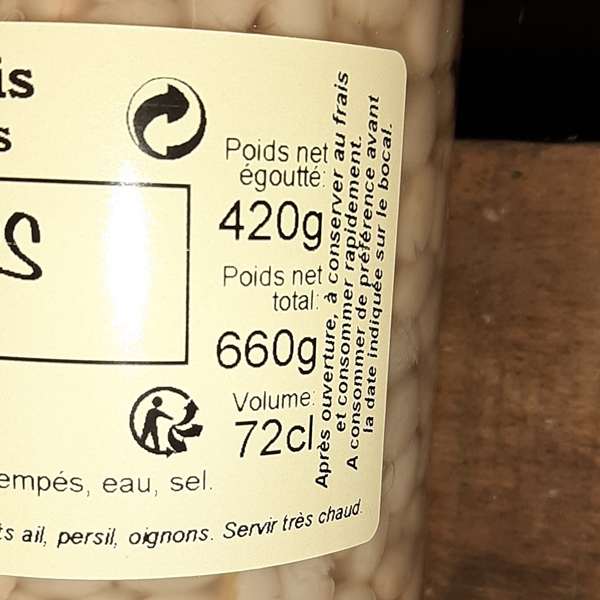 is
s
Poids net
égoutté:
420g
Poids net
total:
660g
Volume:
72cl
Après ouverture, à conserver au frais
et consommer rapidement.
A consommer de préférence avant
la date indiquée sur le bocal.
empés, eau, sel.
ts ail, persil, oignons. Servir très chaud.